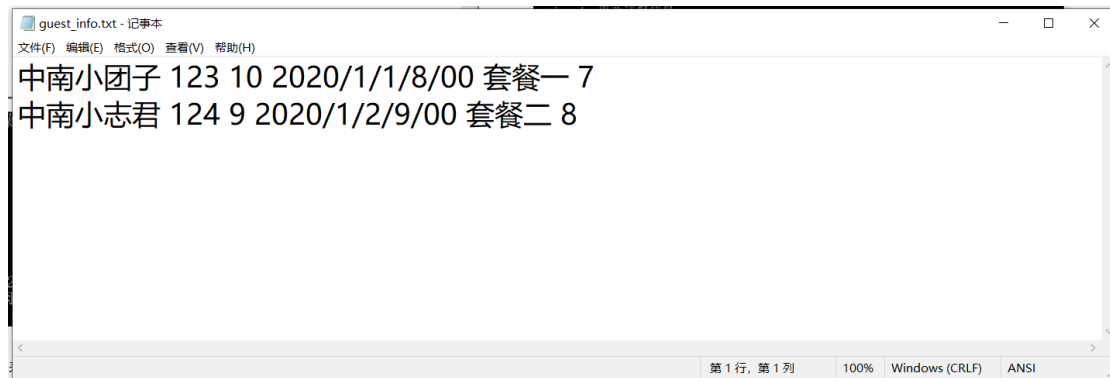 guest_info.txt - 记事本
文件(F) 编辑(E) 格式(O) 查看(V) 帮助(H)
中南小团子 123 10 2020/1/1/8/00 套餐一 7
中南小志君 124 9 2020/1/2/9/00 套餐二 8
第 1 行，第 1 列 100% Windows (CRLF) ANSI